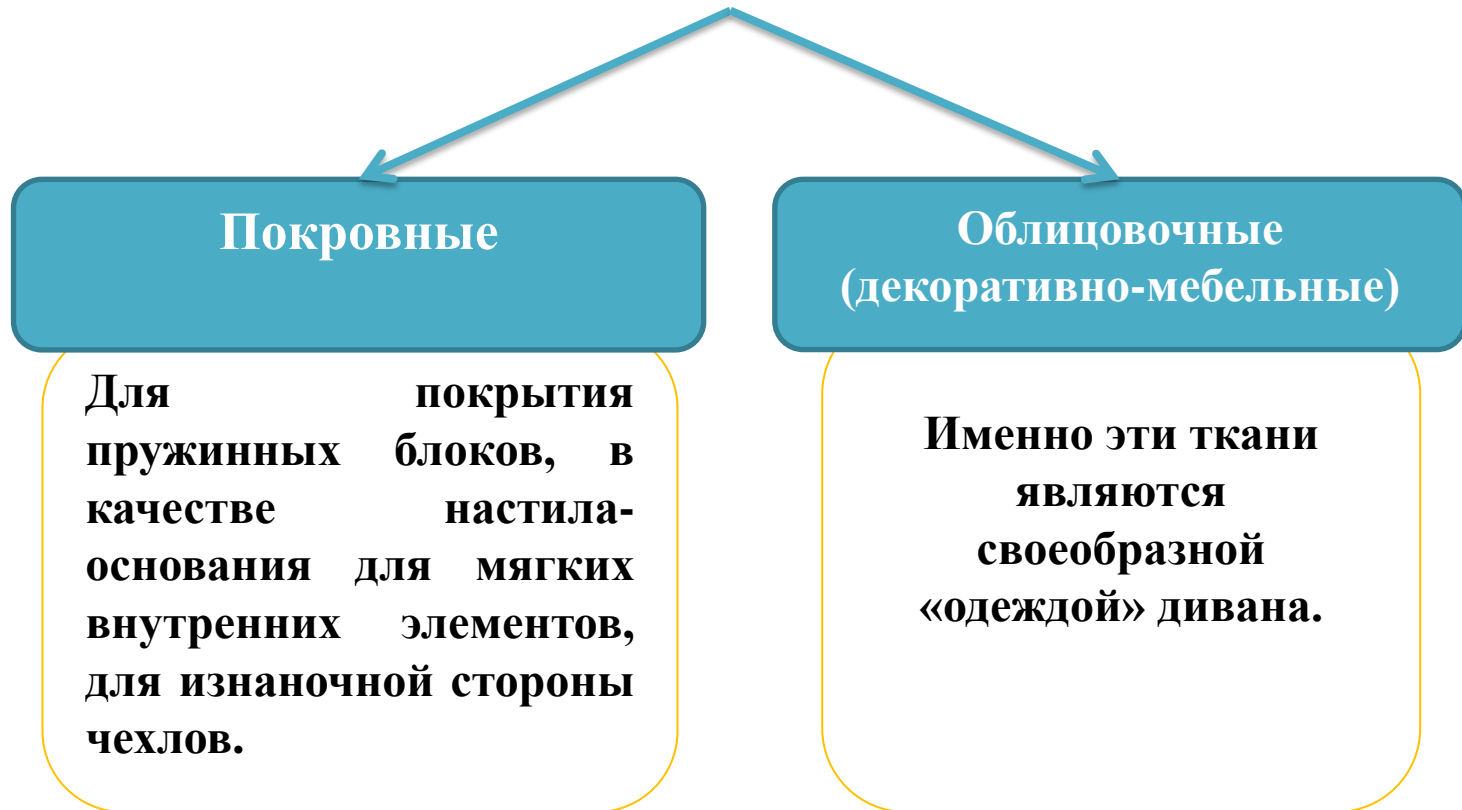 Покровные
Облицовочные
(декоративно-мебельные)
Для покрытия
пружинных блоков, в
качестве настила-
основания для мягких
внутренних элементов,
для изнаночной стороны
чехлов.
Именно эти ткани
являются
своеобразной
«одеждой» дивана.